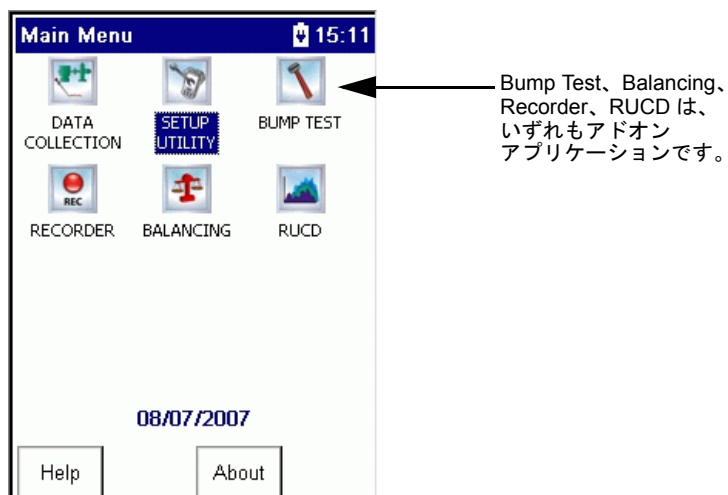 Main Menu 15:11
DATA
COLLECTION
SETUP
UTILITY
BUMP TEST
REC
RECORDER
BALANCING
RUCD
08/07/2007
Help
About
Bump Test、Balancing、
Recorder、RUCD は、
いずれもアドオン
アプリケーションです。